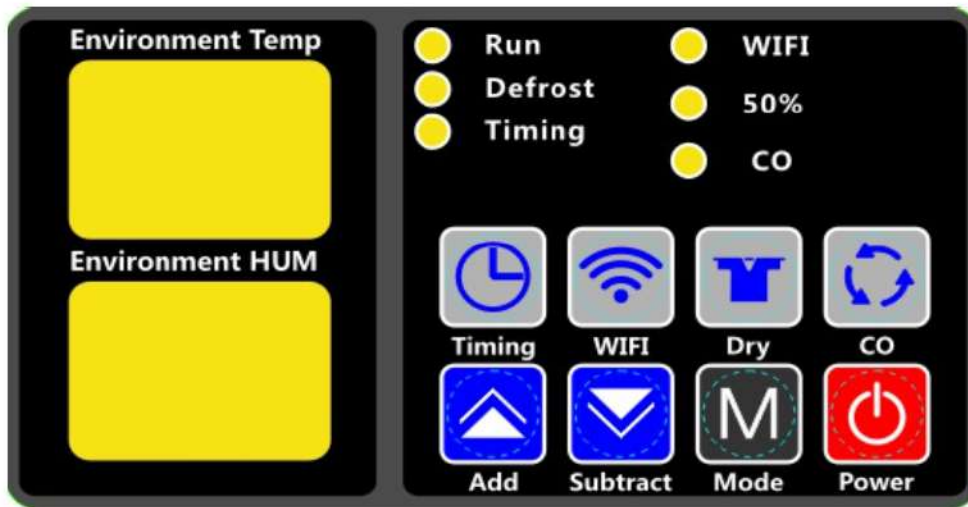 Environment Temp
Environment HUM
Run
Defrost
Timing
WIFI
50%
CO
Timing WIFI Dry CO
M
Add Subtract Mode Power